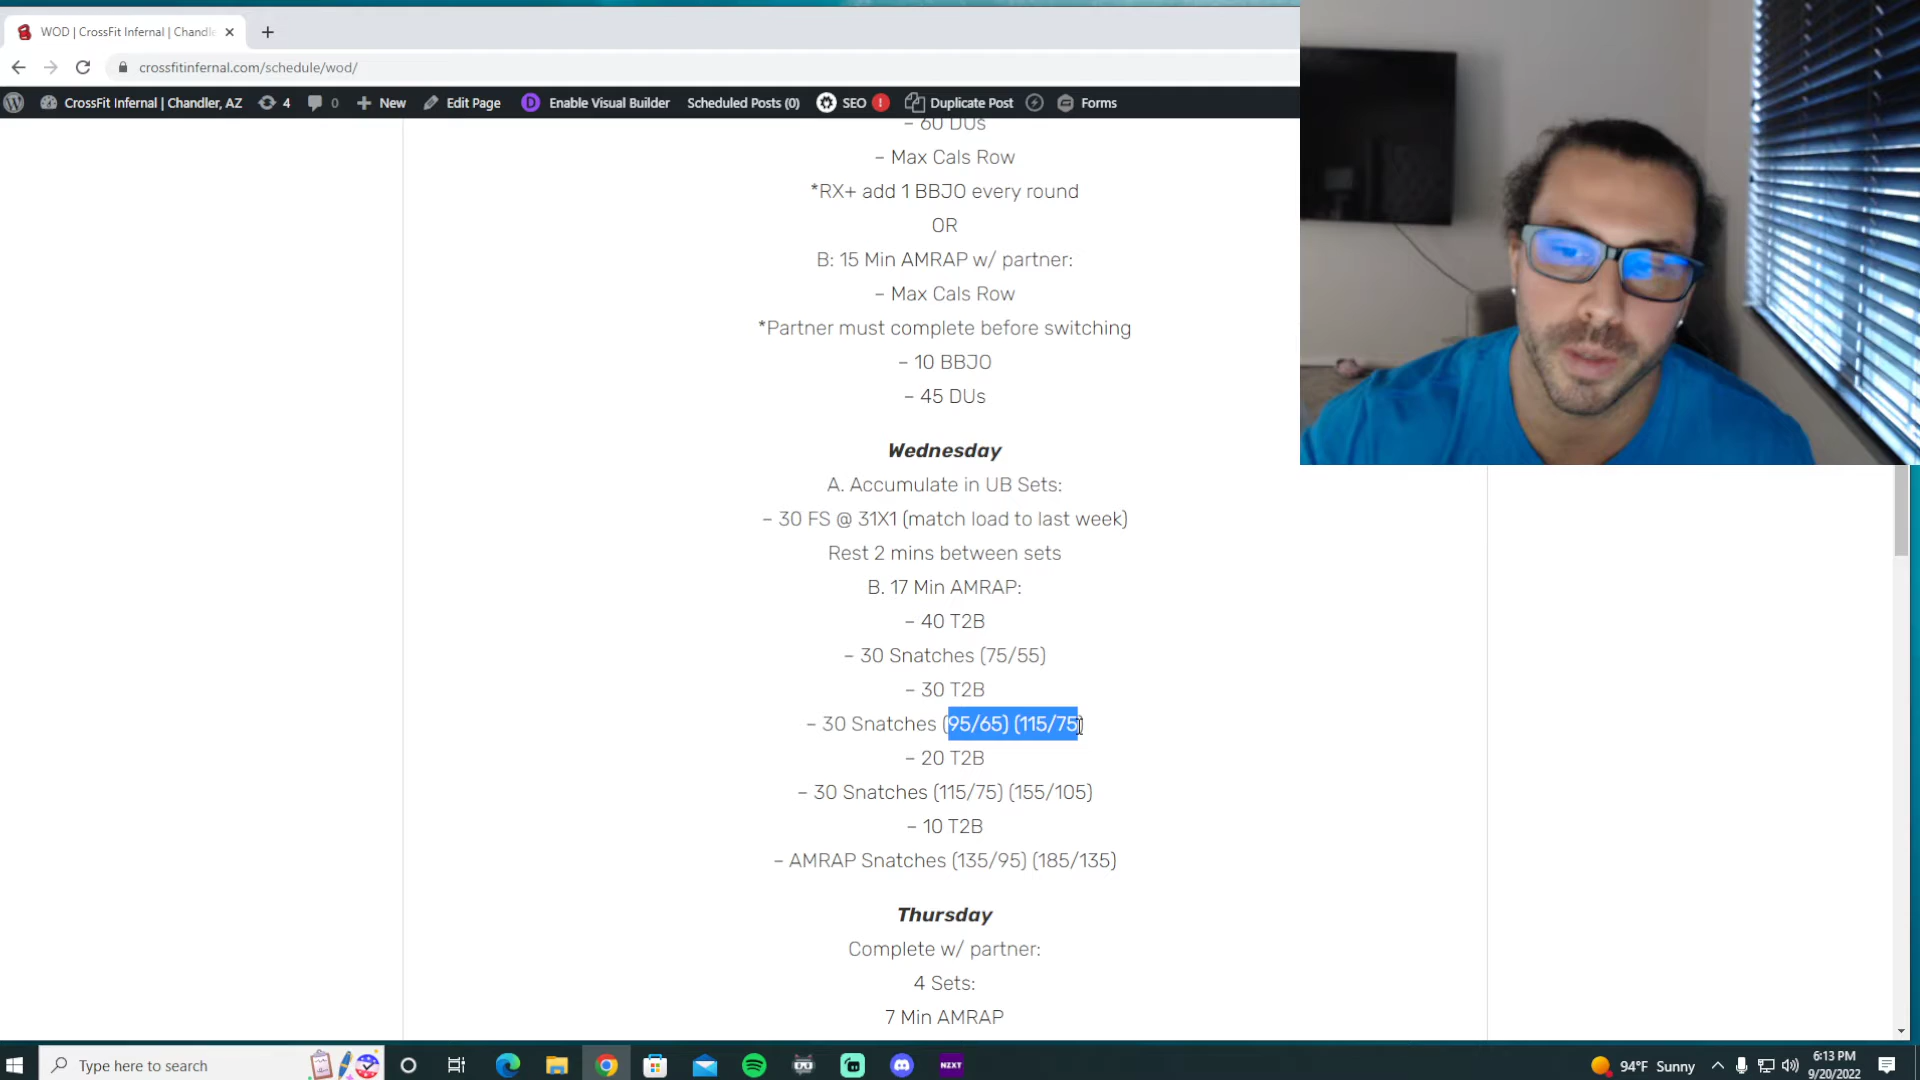 WOD | CrossFit Infernal | Chandle
crossfitinfernal.com/schedule/wod/
CrossFit Infernal | Chandler, AZ 4 0 New Edit Page D Enable Visual Builder Scheduled Posts (0) SEO ! Duplicate Post Forms
– 60 DUs
– Max Cals Row
*RX+ add 1 BBJO every round
OR
B: 15 Min AMRAP w/ partner:
– Max Cals Row
*Partner must complete before switching
– 10 BBJO
– 45 DUs
Wednesday
A. Accumulate in UB Sets:
– 30 FS @ 31X1 (match load to last week)
Rest 2 mins between sets
B. 17 Min AMRAP:
– 40 T2B
– 30 Snatches (75/55)
– 30 T2B
– 30 Snatches (95/65) (115/75)
– 20 T2B
– 30 Snatches (115/75) (155/105)
– 10 T2B
– AMRAP Snatches (135/95) (185/135)
Thursday
Complete w/ partner:
4 Sets:
7 Min AMRAP
Type here to search
NZXT
94°F Sunny
6:13 PM
9/20/2022